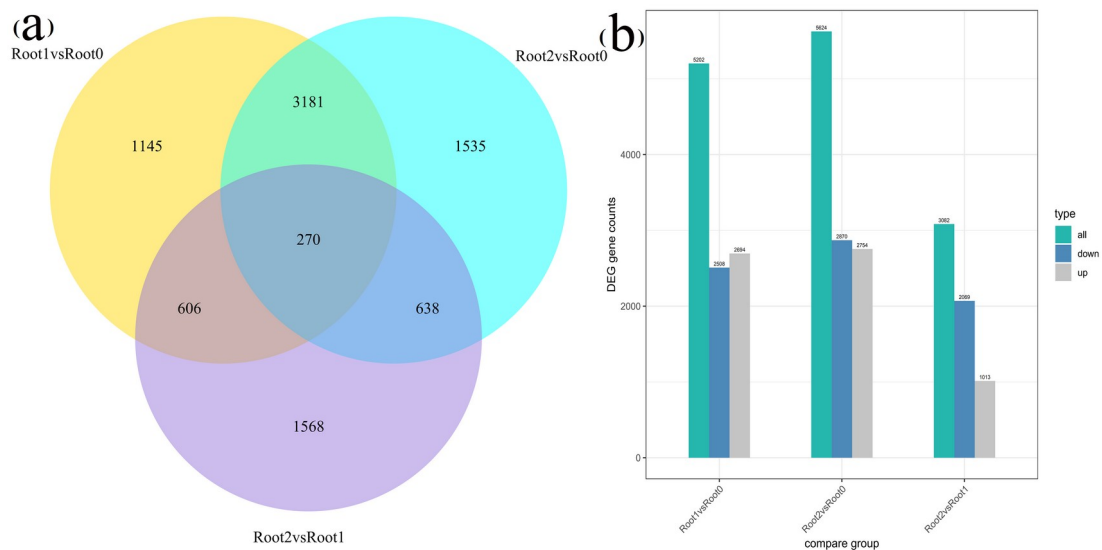 (a)
Root1vsRoot0
Root2vsRoot0
3181
1145
1535
270
606
638
1568
Root2vsRoot1
(b)
5202
2508
2694
5624
2870
2754
3082
2069
1013
4000
2000
0
DEG gene counts
Root1vsRoot0
Root2vsRoot0
Root2vsRoot1
compare group
type
all
down
up